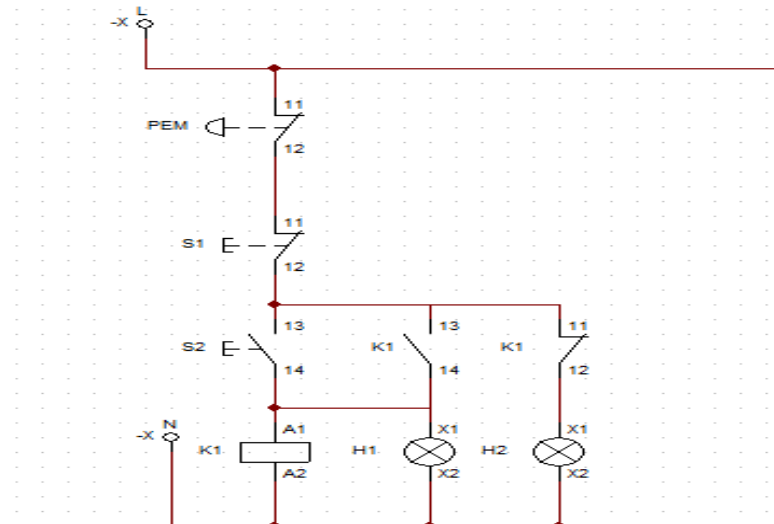 L
-X
11
PEM
12
11
S1
12
13 13 11
S2 K1 K1
14 14 12
N
-X
A1 X1 X1
K1 H1 H2
A2 X2 X2